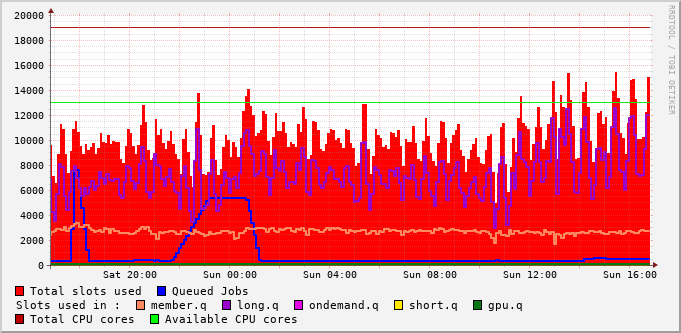 20000
18000
16000
14000
12000
10000
8000
6000
4000
2000
0
Sat 20:00 Sun 00:00 Sun 04:00 Sun 08:00 Sun 12:00 Sun 16:00
Total slots used Queued Jobs
Slots used in : member.q long.q ondemand.q short.q gpu.q
Total CPU cores Available CPU cores
RRDTOOL / TOBI OETIKER